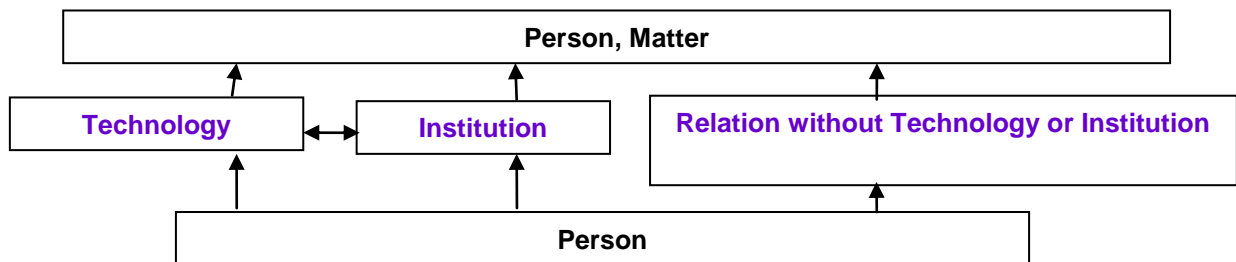 Person, Matter
Technology
Institution
Relation without Technology or Institution
Person